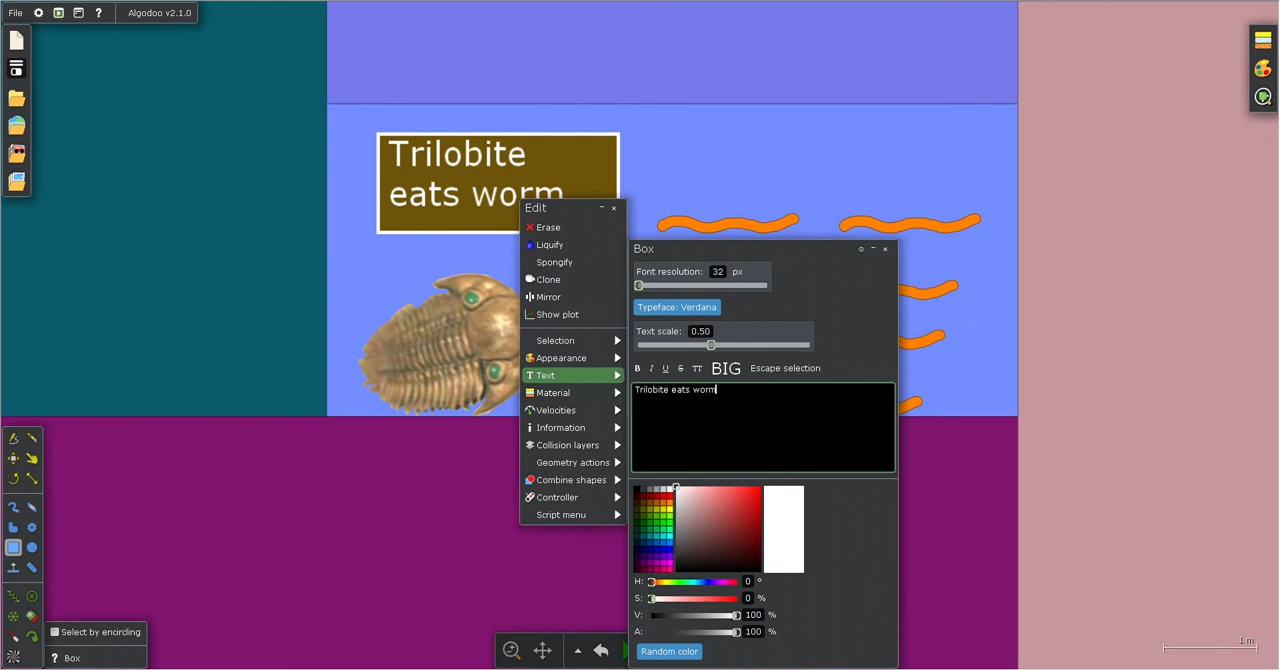 File ? Algodoo v2.1.0
Trilobite
eats worm
Edit
Erase
Liquify
Spongify
Clone
Mirror
Show plot
Selection
Appearance
T Text
Material
Velocities
Information
Collision layers
Geometry actions
Combine shapes
Controller
Script menu
Box
Font resolution: 32 px
Typeface: Verdana
Text scale: 0.50
B I U S TT BIG Escape selection
Trilobite eats worm
H: 0 °
S: 0 %
V: 100 %
A: 100 %
Random color
Select by encircling
? Box
1 m